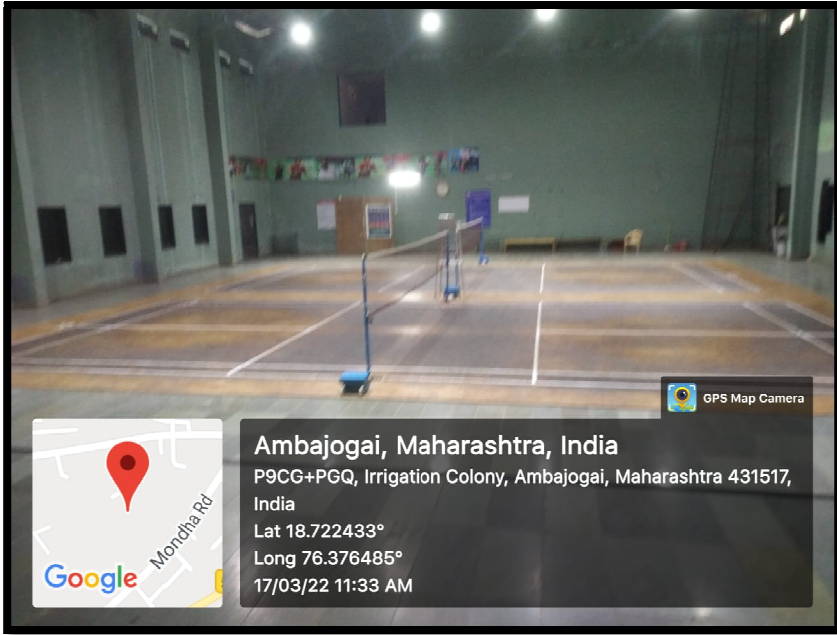 GPS Map Camera
Ambajogai, Maharashtra, India
P9CG+PGQ, Irrigation Colony, Ambajogai, Maharashtra 431517,
India
Lat 18.722433°
Long 76.376485°
17/03/22 11:33 AM
Mondha Rd
Google